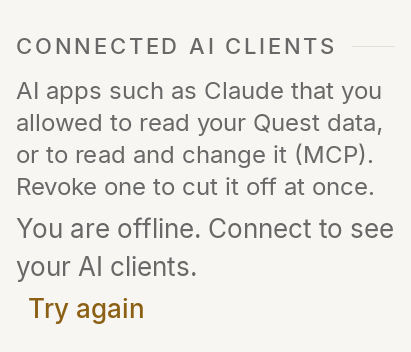 CONNECTED AI CLIENTS
AI apps such as Claude that you
allowed to read your Quest data,
or to read and change it (MCP).
Revoke one to cut it off at once.
You are offline. Connect to see
your AI clients.
Try again